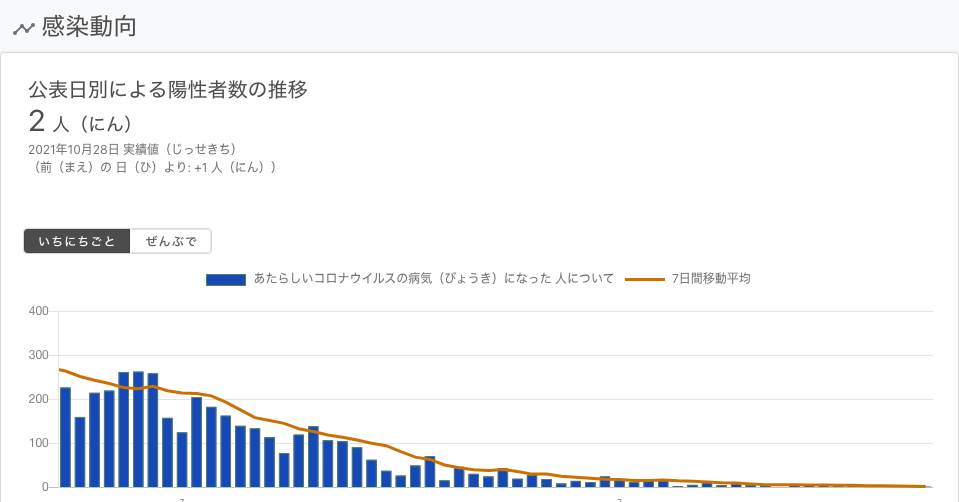 感染動向
公表日別による陽性者数の推移
2 人（にん）
2021年10月28日 実績値（じっせきち）
（前（まえ）の 日（ひ）より: +1 人（にん））
いちにちごと ぜんぶで
あたらしいコロナウイルスの病気（びょうき）になった 人について 7日間移動平均
400
300
200
100
0